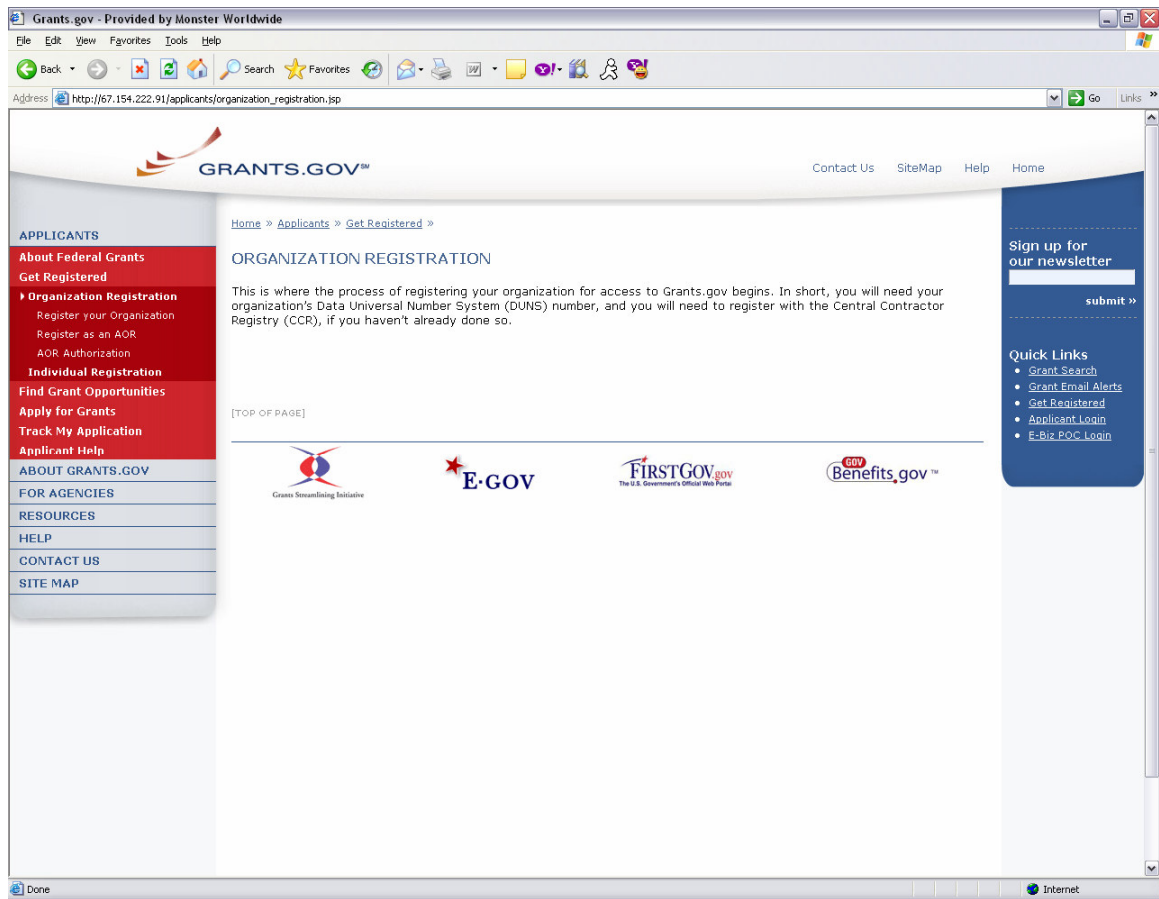 Grants.gov - Provided by Monster Worldwide
File Edit View Favorites Tools Help
Back Search Favorites
Address http://67.154.222.91/applicants/organization_registration.jsp Go Links »
GRANTS.GOV℠
Contact Us SiteMap Help Home
Home » Applicants » Get Registered »
APPLICANTS
About Federal Grants
Get Registered
Organization Registration
Register your Organization
Register as an AOR
AOR Authorization
Individual Registration
Find Grant Opportunities
Apply for Grants
Track My Application
Applicant Help
ABOUT GRANTS.GOV
FOR AGENCIES
RESOURCES
HELP
CONTACT US
SITE MAP
ORGANIZATION REGISTRATION
This is where the process of registering your organization for access to Grants.gov begins. In short, you will need your
organization's Data Universal Number System (DUNS) number, and you will need to register with the Central Contractor
Registry (CCR), if you haven't already done so.
[TOP OF PAGE]
Grants Streamlining Initiative
E·GOV
FIRSTGOV.gov
The U.S. Government's Official Web Portal
GOV
Benefits.gov ™
Sign up for
our newsletter
submit »
Quick Links
• Grant Search
• Grant Email Alerts
• Get Registered
• Applicant Login
• E-Biz POC Login
Done
Internet